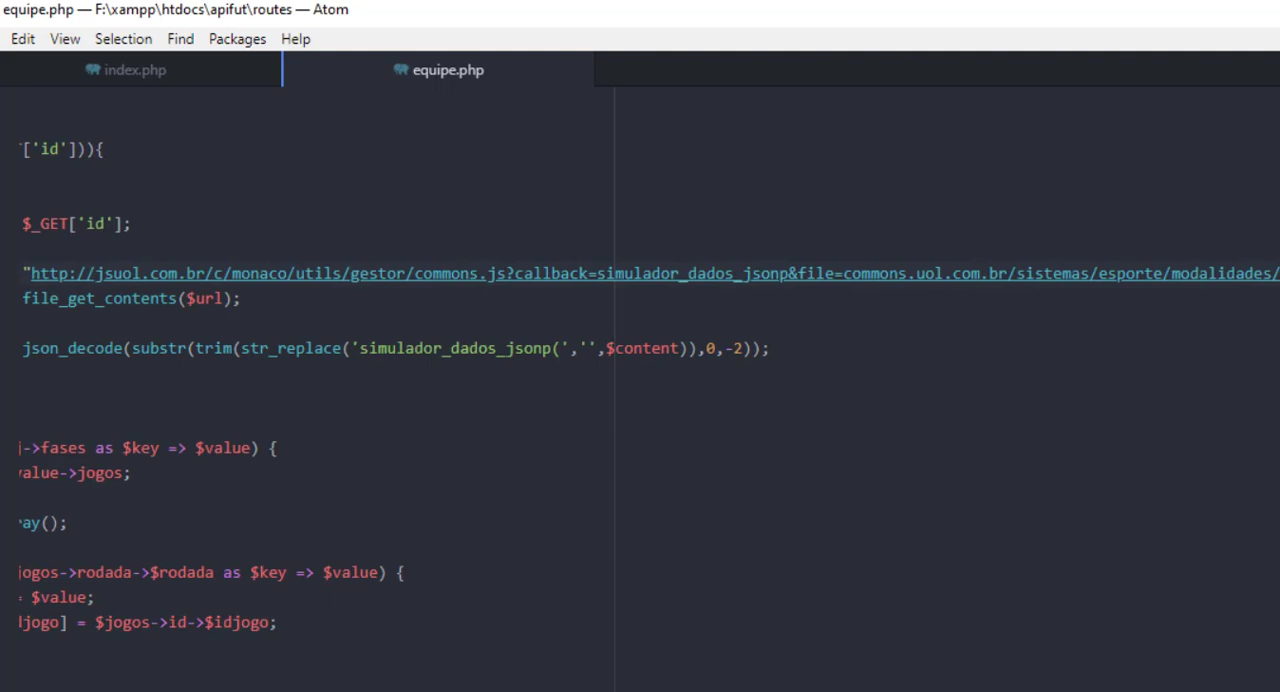 equipe.php — F:\xampp\htdocs\apifut\routes — Atom
Edit View Selection Find Packages Help
index.php equipe.php
['id'])){
$_GET['id'];
"http://jsuol.com.br/c/monaco/utils/gestor/commons.js?callback=simulador_dados_jsonp&file=commons.uol.com.br/sistemas/esporte/modalidades/
file_get_contents($url);
json_decode(substr(trim(str_replace('simulador_dados_jsonp(','',$content)),0,-2));
->fases as $key => $value) {
alue->jogos;
ay();
jogos->rodada->$rodada as $key => $value) {
= $value;
jogo] = $jogos->id->$idjogo;